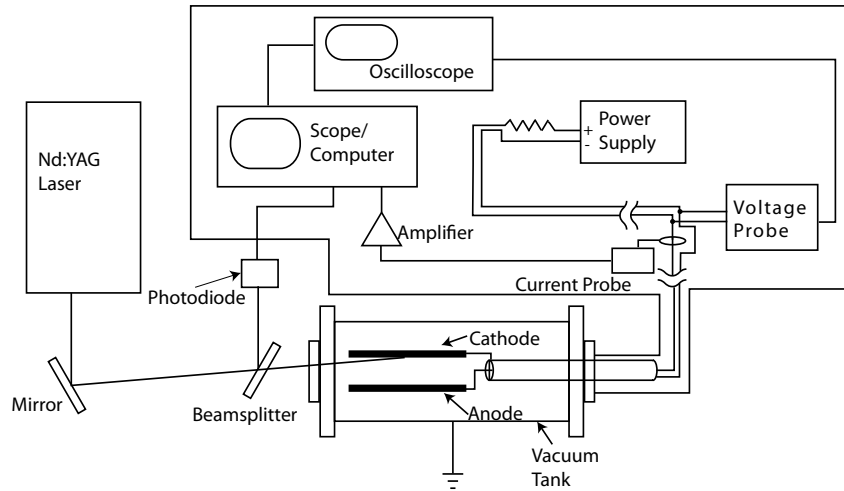 Oscilloscope
Scope/
Computer
Power
Supply
+
-
Nd:YAG
Laser
Voltage
Probe
Amplifier
Current Probe
Photodiode
Cathode
Mirror
Beamsplitter
Anode
Vacuum
Tank